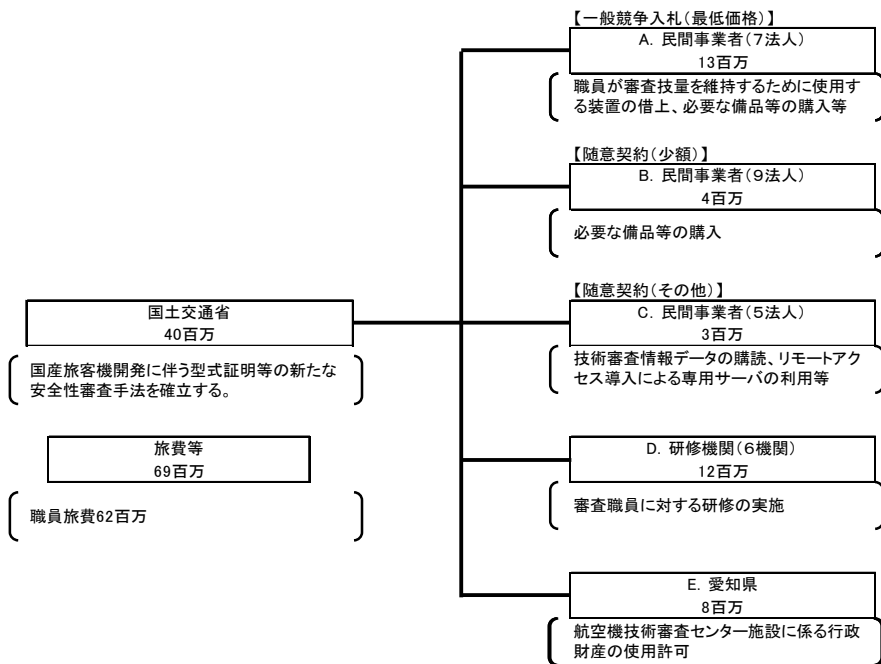 国土交通省
40百万
国産旅客機開発に伴う型式証明等の新たな
安全性審査手法を確立する。
旅費等
69百万
職員旅費62百万
【一般競争入札(最低価格)】
A. 民間事業者(7法人)
13百万
職員が審査技量を維持するために使用す
る装置の借上、必要な備品等の購入等
【随意契約(少額)】
B. 民間事業者(9法人)
4百万
必要な備品等の購入
【随意契約(その他)】
C. 民間事業者(5法人)
3百万
技術審査情報データの購読、リモートアク
セス導入による専用サーバの利用等
D. 研修機関(6機関)
12百万
審査職員に対する研修の実施
E. 愛知県
8百万
航空機技術審査センター施設に係る行政
財産の使用許可